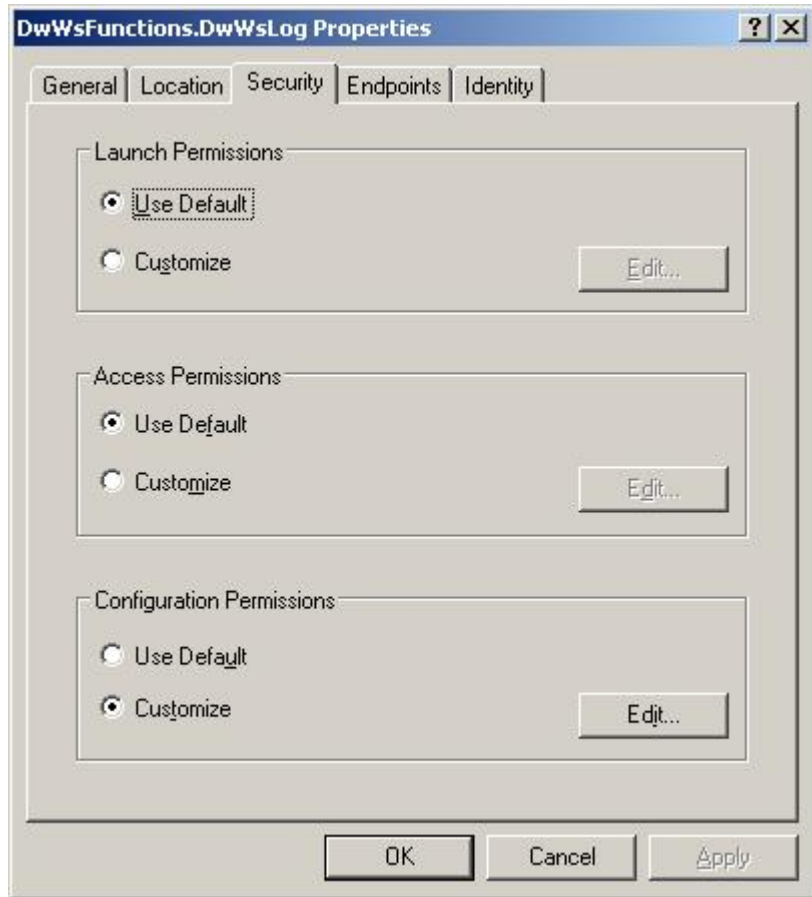 DwWsFunctions.DwWsLog Properties ? ×
General Location Security Endpoints Identity
Launch Permissions
Use Default
Customize
Edit...
Access Permissions
Use Default
Customize
Edit...
Configuration Permissions
Use Default
Customize
Edit...
OK Cancel Apply